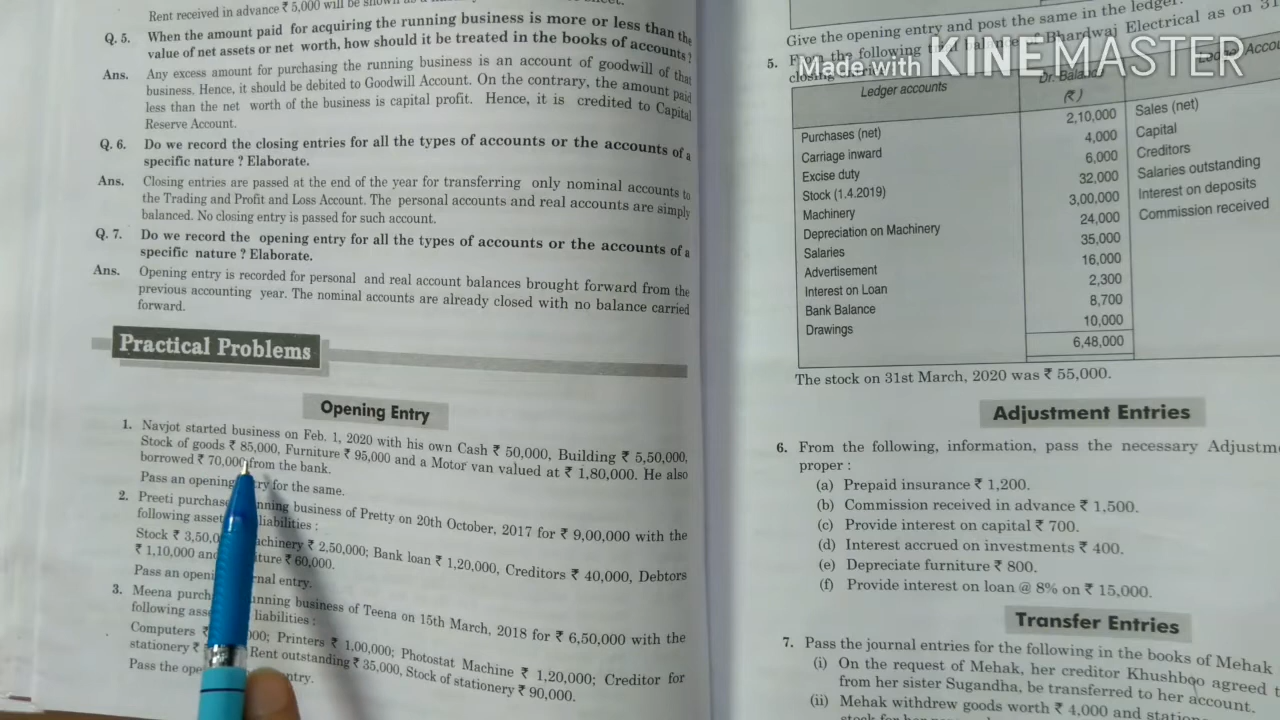 Rent received in advance ₹ 5,000 will be
Q. 5. When the amount paid for acquiring the running business is more or less than the
value of net assets or net worth, how should it be treated in the books of accounts ?
Ans. Any excess amount for purchasing the running business is an account of goodwill of that
business. Hence, it should be debited to Goodwill Account. On the contrary, the amount paid
less than the net worth of the business is capital profit. Hence, it is credited to Capital
Reserve Account.
Q. 6. Do we record the closing entries for all the types of accounts or the accounts of a
specific nature ? Elaborate.
Ans. Closing entries are passed at the end of the year for transferring only nominal accounts to
the Trading and Profit and Loss Account. The personal accounts and real accounts are simply
balanced. No closing entry is passed for such account.
Q. 7. Do we record the opening entry for all the types of accounts or the accounts of a
specific nature ? Elaborate.
Ans. Opening entry is recorded for personal and real account balances brought forward from the
previous accounting year. The nominal accounts are already closed with no balance carried
forward.
Practical Problems
Opening Entry
1. Navjot started business on Feb. 1, 2020 with his own Cash ₹ 50,000, Building ₹ 5,50,000,
Stock of goods ₹ 85,000, Furniture ₹ 95,000 and a Motor van valued at ₹ 1,80,000. He also
borrowed ₹ 70,000 from the bank.
Pass an opening for the same.
2. Preeti business of Pretty on 20th October, 2017 for ₹ 9,00,000 with the
following liabilities :
Stock ₹ 2,50,000; Bank loan ₹ 1,20,000, Creditors ₹ 40,000, Debtors
₹ 1,10,000 ₹ 60,000.
Pass an entry.
3. Meena business of Teena on 15th March, 2018 for ₹ 6,50,000 with the
following liabilities :
Computers Printers ₹ 1,00,000; Photostat Machine ₹ 1,20,000; Creditor for
stationery ₹ Rent outstanding ₹ 35,000, Stock of stationery ₹ 90,000.
Pass the
Give the opening entry and post the same in the ledger.
5. the following Bhardwaj Electrical as on 31
Made with KINEMASTER
Ledger accounts Dr. Balance
(₹)
Purchases (net) 2,10,000 Sales (net)
Carriage inward 4,000 Capital
Excise duty 6,000 Creditors
Stock (1.4.2019) 32,000 Salaries outstanding
Machinery 3,00,000 Interest on deposits
Depreciation on Machinery 24,000 Commission received
Salaries 35,000
Advertisement 16,000
Interest on Loan 2,300
Bank Balance 8,700
Drawings 10,000
6,48,000
The stock on 31st March, 2020 was ₹ 55,000.
Adjustment Entries
6. From the following, information, pass the necessary
proper :
(a) Prepaid insurance ₹ 1,200.
(b) Commission received in advance ₹ 1,500.
(c) Provide interest on capital ₹ 700.
(d) Interest accrued on investments ₹ 400.
(e) Depreciate furniture ₹ 800.
(f) Provide interest on loan @ 8% on ₹ 15,000.
Transfer Entries
7. Pass the journal entries for the following in the books of Mehak
(i) On the request of Mehak, her creditor Khushboo agreed
from her sister Sugandha, be transferred to her account.
(ii) Mehak withdrew goods worth ₹ 4,000 and